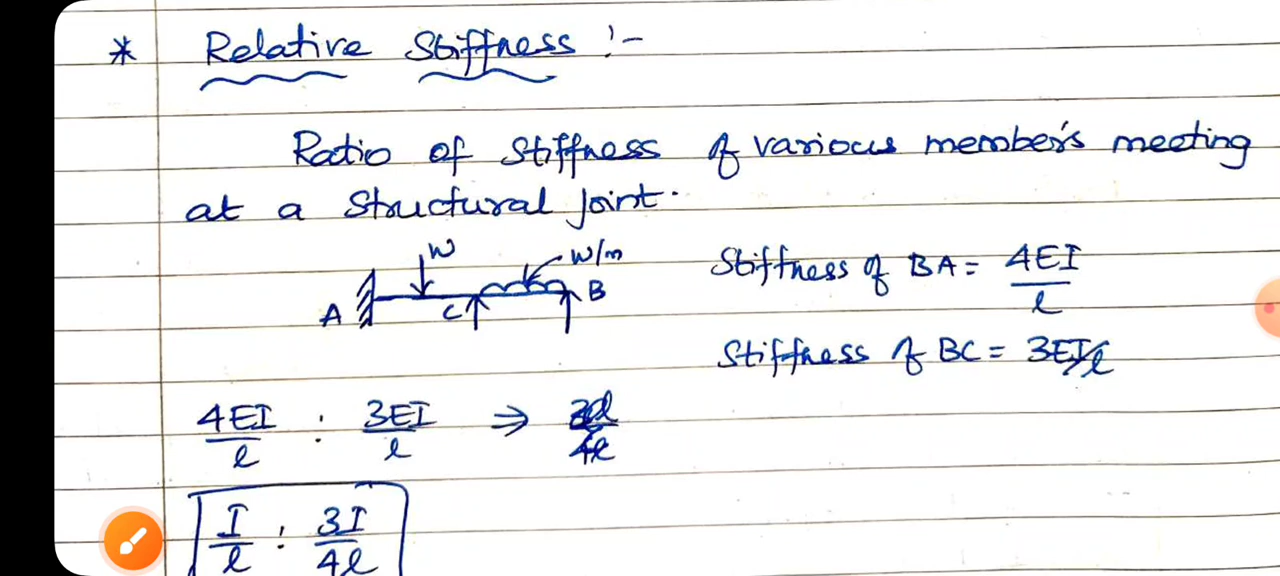 * Relative Stiffness :-
Ratio of stiffness of various member's meeting
at a structural joint.
W
W/m
A
C
B
Stiffness of BA = 4EI/l
Stiffness of BC = 3EI/l
4EI/l : 3EI/l ⇒
I/l : 3I/4l